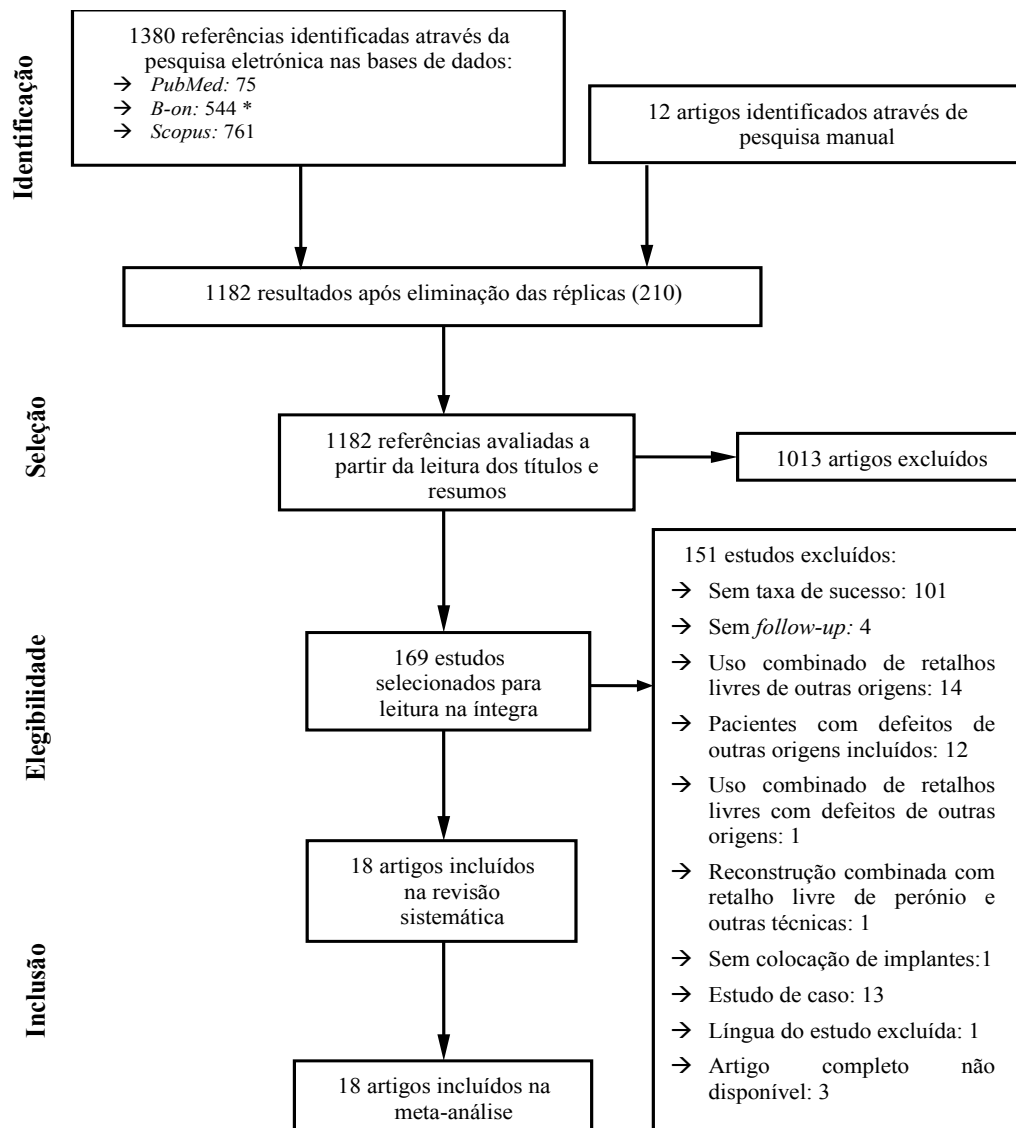 Identificação
1380 referências identificadas através da
pesquisa eletrónica nas bases de dados:
→ PubMed: 75
→ B-on: 544 *
→ Scopus: 761
12 artigos identificados através de
pesquisa manual
1182 resultados após eliminação das réplicas (210)
Seleção
1182 referências avaliadas a
partir da leitura dos títulos e
resumos
1013 artigos excluídos
Elegibilidade
169 estudos
selecionados para
leitura na íntegra
151 estudos excluídos:
→ Sem taxa de sucesso: 101
→ Sem follow-up: 4
→ Uso combinado de retalhos
livres de outras origens: 14
→ Pacientes com defeitos de
outras origens incluídos: 12
→ Uso combinado de retalhos
livres com defeitos de outras
origens: 1
→ Reconstrução combinada com
retalho livre de perónio e
outras técnicas: 1
→ Sem colocação de implantes:1
→ Estudo de caso: 13
→ Língua do estudo excluída: 1
→ Artigo completo não
disponível: 3
Inclusão
18 artigos incluídos
na revisão
sistemática
18 artigos incluídos na
meta-análise